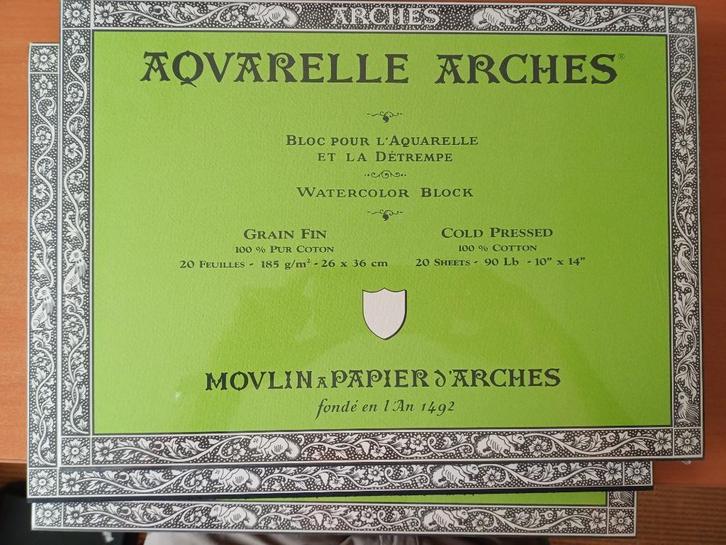 ARCHES
AQVARELLE ARCHES®
BLOC POUR L'AQUARELLE
ET LA DÉTREMPE
WATERCOLOR BLOCK
GRAIN FIN
100 % PUR COTON
20 FEUILLES - 185 g/m² - 26 x 36 cm
COLD PRESSED
100 % COTTON
20 SHEETS - 90 LB - 10" x 14"
MOVLIN A PAPIER D'ARCHES
fondé en l'An 1492